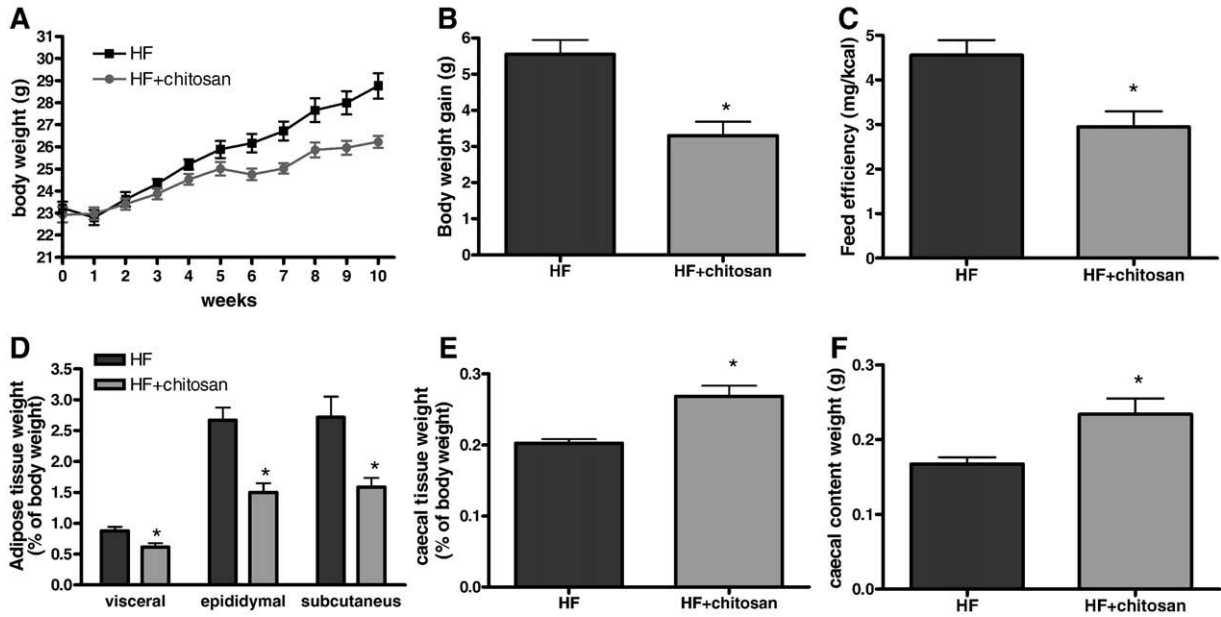 A
HF
HF+chitosan
body weight (g)
31
30
29
28
27
26
25
24
23
22
21
0 1 2 3 4 5 6 7 8 9 10
weeks
B
Body weight gain (g)
6
5
4
3
2
1
0
*
HF HF+chitosan
C
Feed efficiency (mg/kcal)
5
4
3
2
1
0
*
HF HF+chitosan
D
HF
HF+chitosan
Adipose tissue weight
(% of body weight)
3.5
3.0
2.5
2.0
1.5
1.0
0.5
0.0
* * *
visceral epididymal subcutaneus
E
caecal tissue weight
(% of body weight)
0.3
0.2
0.1
0.0
*
HF HF+chitosan
F
caecal content weight (g)
0.3
0.2
0.1
0.0
*
HF HF+chitosan